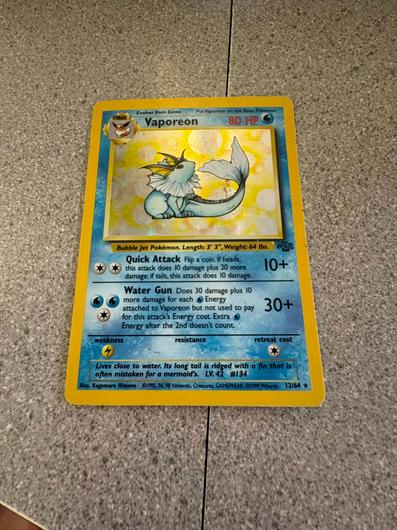 Evolves from Eevee Put Vaporeon on the Basic Pokémon
STAGE 1
Vaporeon 80 HP
Bubble Jet Pokémon. Length: 3' 3", Weight: 64 lbs.
Quick Attack Flip a coin. If heads,
this attack does 10 damage plus 20 more
damage; if tails, this attack does 10 damage.
10+
Water Gun Does 30 damage plus 10
more damage for each Energy
attached to Vaporeon but not used to pay
for this attack's Energy cost. Extra
Energy after the 2nd doesn't count.
30+
weakness resistance retreat cost
Lives close to water. Its long tail is ridged with a fin that is
often mistaken for a mermaid's. LV. 42 #134
Illus. Kagemaru Himeno ©1995, 96, 98 Nintendo, Creatures, GAMEFREAK. ©1999 Wizards. 12/64 ★